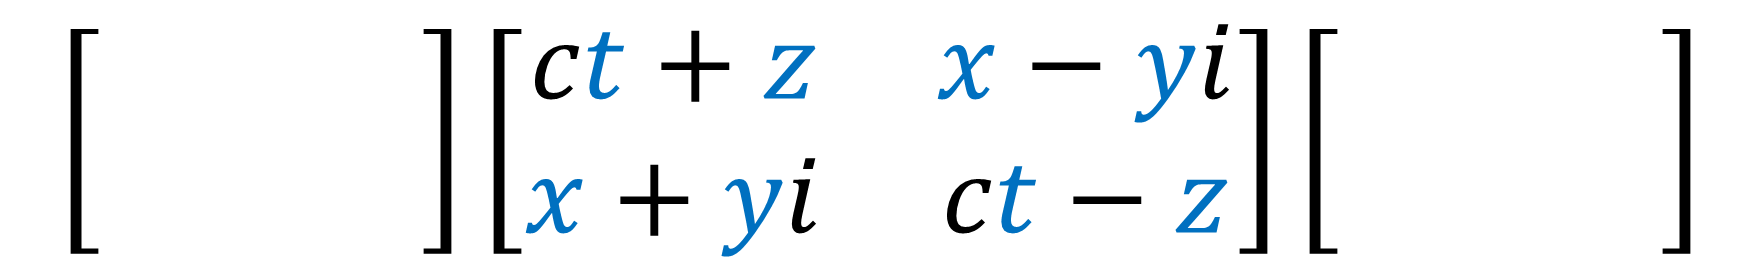 [ ] [ct + z x − yi] [ ]
[x + yi ct − z]